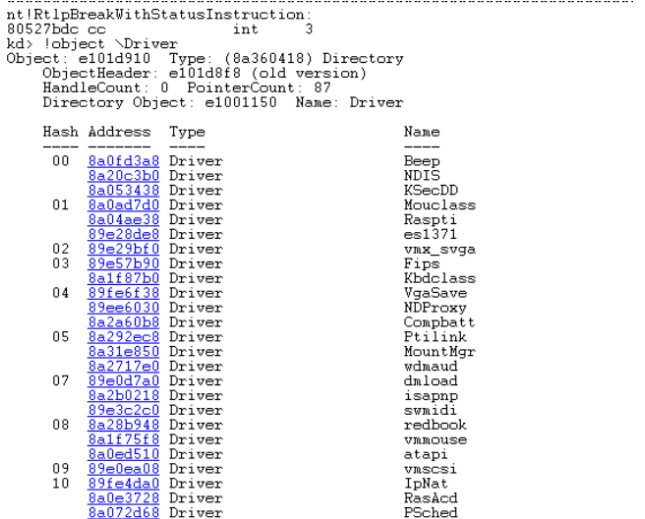 nt!RtlpBreakWithStatusInstruction:
80527bdc cc int 3
kd> !object \Driver
Object: e101d910 Type: (8a360418) Directory
ObjectHeader: e101d8f8 (old version)
HandleCount: 0 PointerCount: 87
Directory Object: e1001150 Name: Driver
Hash Address Type Name
---- ------- ---- ----
00 8a0fd3a8 Driver Beep
8a20c3b0 Driver NDIS
8a053438 Driver KSecDD
01 8a0ad7d0 Driver Mouclass
8a04ae38 Driver Raspti
89e28de8 Driver es1371
02 89e29bf0 Driver vmx_svga
03 89e57b90 Driver Fips
8a1f87b0 Driver Kbdclass
04 89fe6f38 Driver VgaSave
89ee6030 Driver NDProxy
8a2a60b8 Driver Compbatt
05 8a292ec8 Driver Ptilink
8a31e850 Driver MountMgr
8a2717e0 Driver wdmaud
07 89e0d7a0 Driver dmload
8a2b0218 Driver isapnp
89e3c2c0 Driver swmidi
08 8a28b948 Driver redbook
8a1f75f8 Driver vmmouse
8a0ed510 Driver atapi
09 89e0ea08 Driver vmscsi
10 89fe4da0 Driver IpNat
8a0e3728 Driver RasAcd
8a072d68 Driver PSched